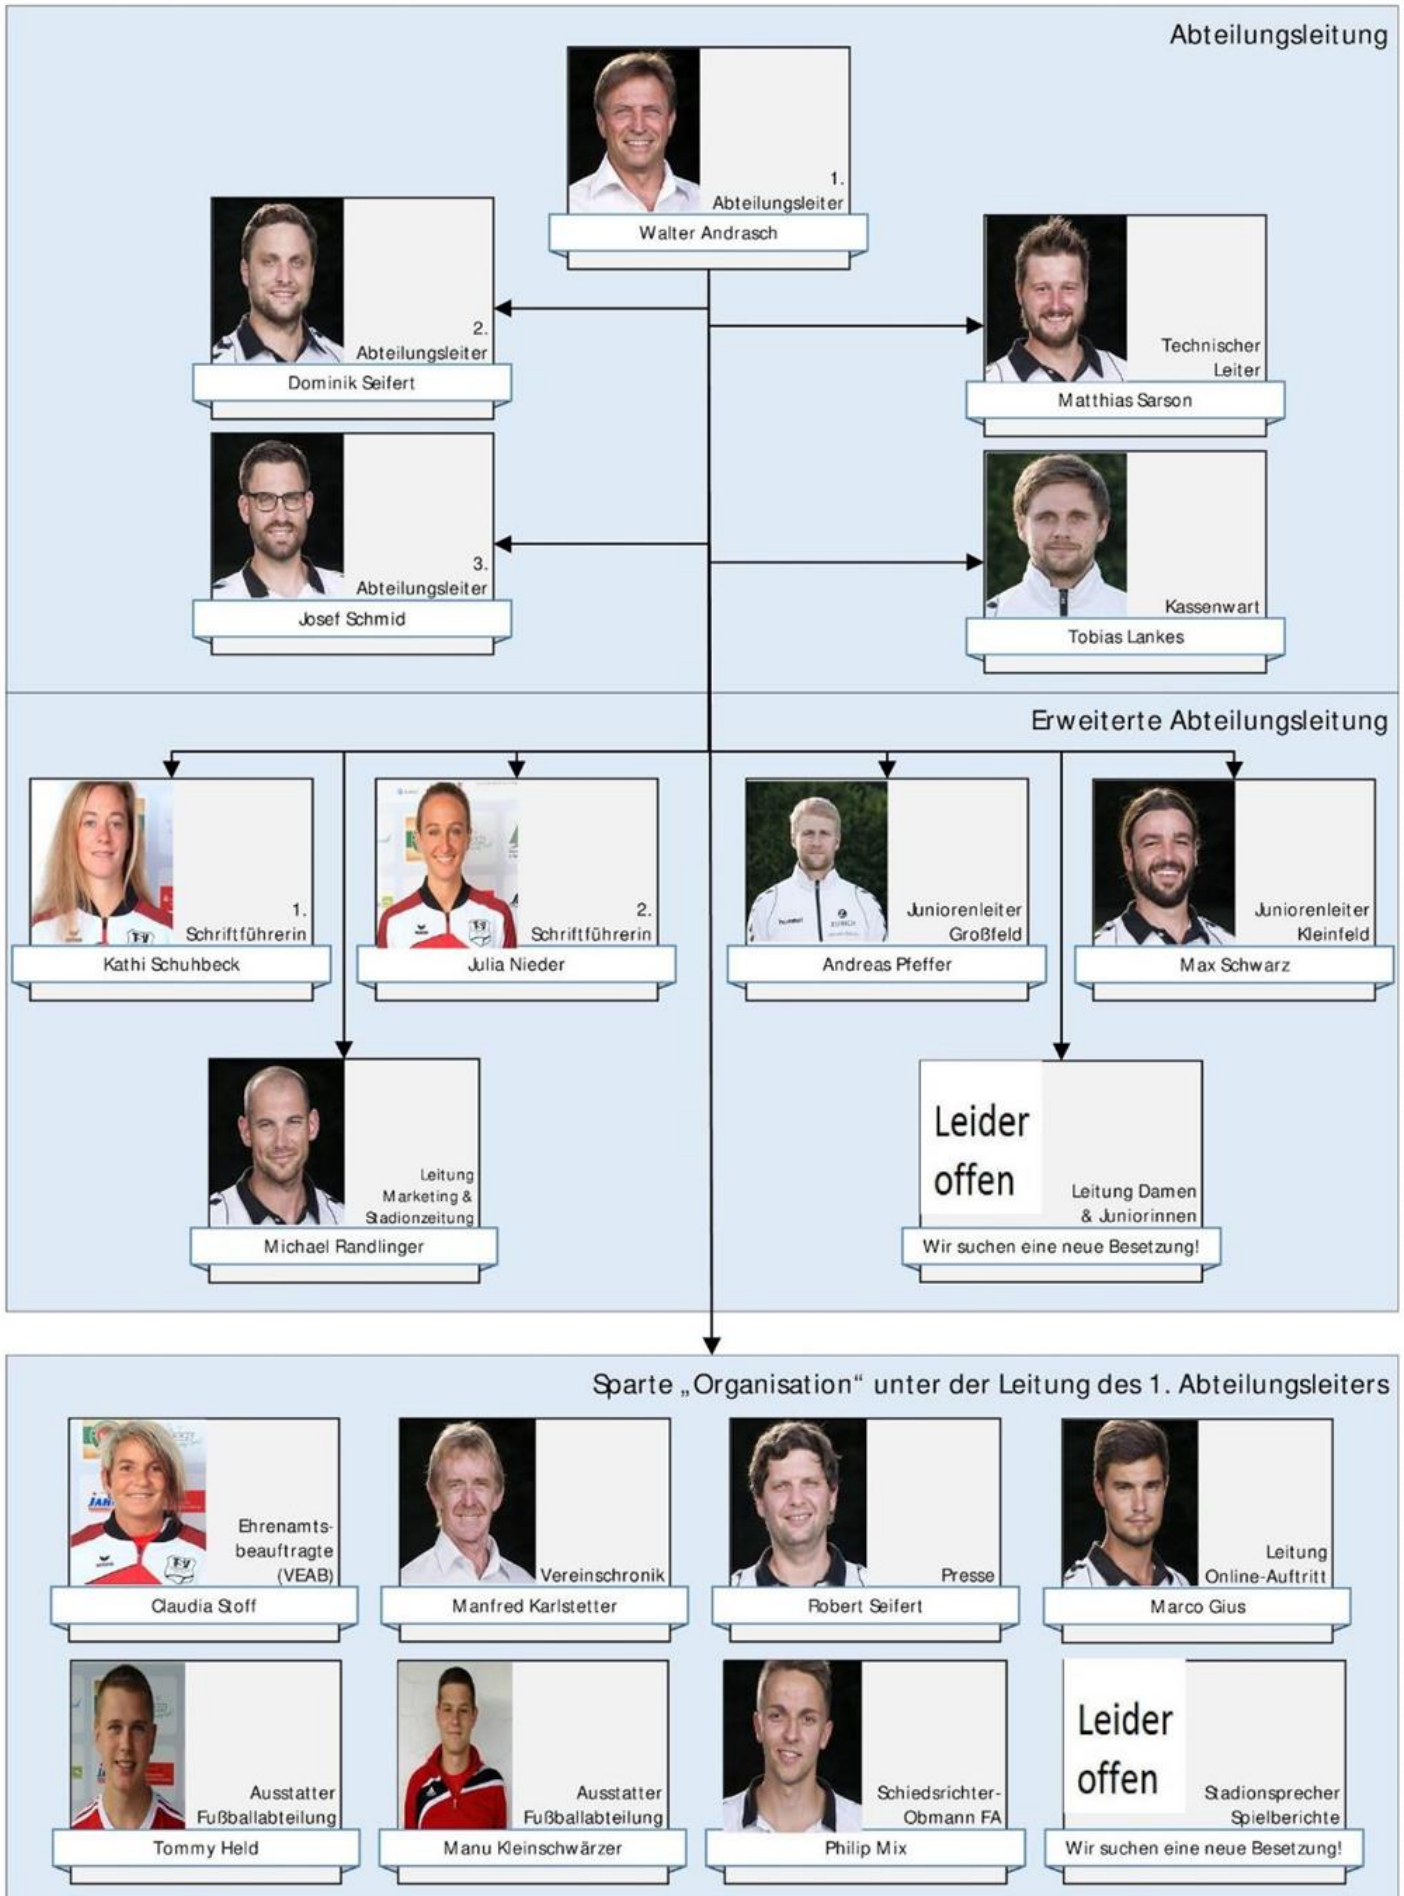 Abteilungsleitung
1.
Abteilungsleiter
Walter Andrasch
2.
Abteilungsleiter
Dominik Seifert
Technischer
Leiter
Matthias Sarson
3.
Abteilungsleiter
Josef Schmid
Kassenwart
Tobias Lankes
Erweiterte Abteilungsleitung
1.
Schriftführerin
Kathi Schuhbeck
2.
Schriftführerin
Julia Nieder
hummel
Juniorenleiter
Großfeld
Andreas Pfeffer
Juniorenleiter
Kleinfeld
Max Schwarz
Leitung
Marketing &
Stadionzeitung
Michael Randlinger
Leider
offen
Leitung Damen
& Juniorinnen
Wir suchen eine neue Besetzung!
Sparte „Organisation“ unter der Leitung des 1. Abteilungsleiters
Ehrenamts-
beauftragte
(VEAB)
Claudia Stoff
Vereinschronik
Manfred Karlstetter
Presse
Robert Seifert
Leitung
Online-Auftritt
Marco Gius
Ausstatter
Fußballabteilung
Tommy Held
Ausstatter
Fußballabteilung
Manu Kleinschwärzer
Schiedsrichter-
Obmann FA
Philip Mix
Leider
offen
Stadionsprecher
Spielberichte
Wir suchen eine neue Besetzung!